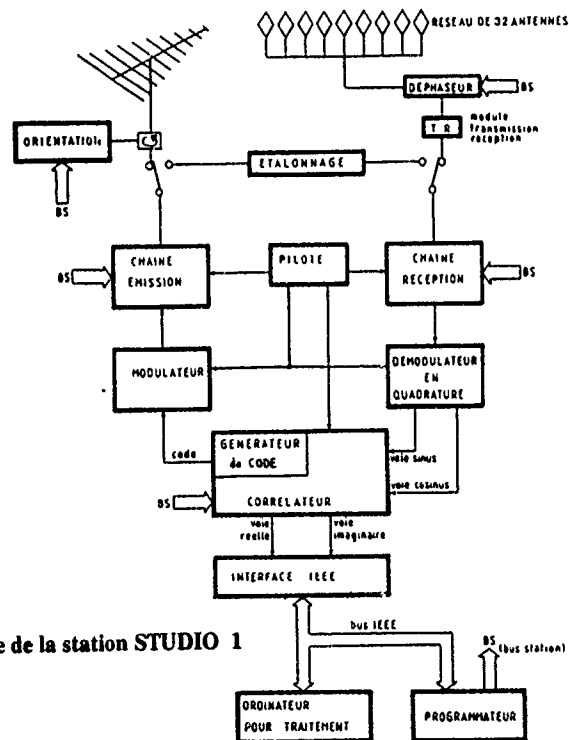 RESEAU DE 32 ANTENNES
DEPHASEUR
BS
T R
module
transmission
reception
ORIENTATION
BS
ETALONNAGE
CHAINE
EMISSION
BS
PILOTE
CHAINE
RECEPTION
BS
MODULATEUR
DEMODULATEUR
EN
QUADRATURE
code
GENERATEUR
de CODE
voie sinus
voie cosinus
BS
CORRELATEUR
voie
réelle
voie
imaginaire
INTERFACE IEEE
e de la station STUDIO 1
bus IEEE
BS
(bus station)
ORDINATEUR
POUR TRAITEMENT
PROGRAMMATEUR